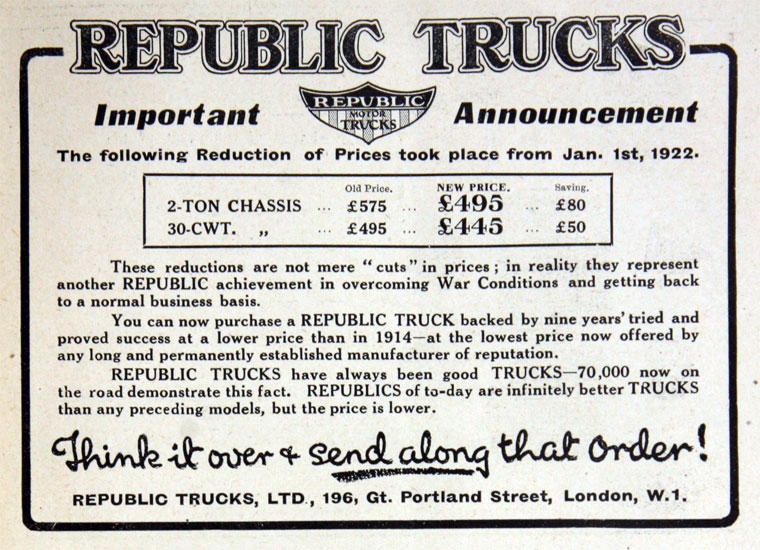 REPUBLIC TRUCKS
Important Announcement
REPUBLIC
MOTOR
TRUCKS
The following Reduction of Prices took place from Jan. 1st, 1922.
Old Price. NEW PRICE. Saving.
2-TON CHASSIS ... £575 ... £495 ... £80
30-CWT. „ ... £495 ... £445 ... £50
These reductions are not mere “cuts” in prices ; in reality they represent
another REPUBLIC achievement in overcoming War Conditions and getting back
to a normal business basis.
You can now purchase a REPUBLIC TRUCK backed by nine years' tried and
proved success at a lower price than in 1914—at the lowest price now offered by
any long and permanently established manufacturer of reputation.
REPUBLIC TRUCKS have always been good TRUCKS—70,000 now on
the road demonstrate this fact. REPUBLICS of to-day are infinitely better TRUCKS
than any preceding models, but the price is lower.
Think it over & send along that order!
REPUBLIC TRUCKS, LTD., 196, Gt. Portland Street, London, W.1.